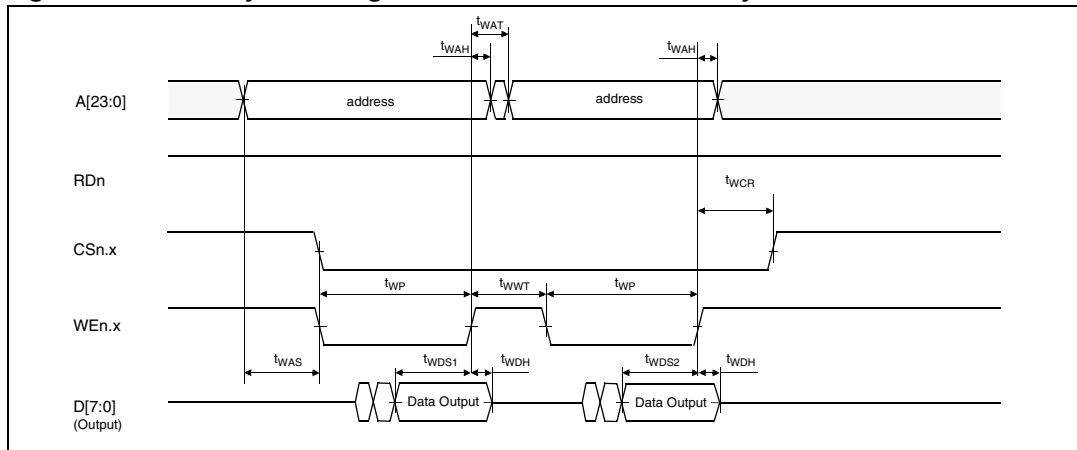 tWAT
tWAH
tWAH
A[23:0]
address
address
RDn
tWCR
CSn.x
tWP
tWWT
tWP
WEn.x
tWAS
tWDS1
tWDH
tWDS2
tWDH
D[7:0]
(Output)
Data Output
Data Output